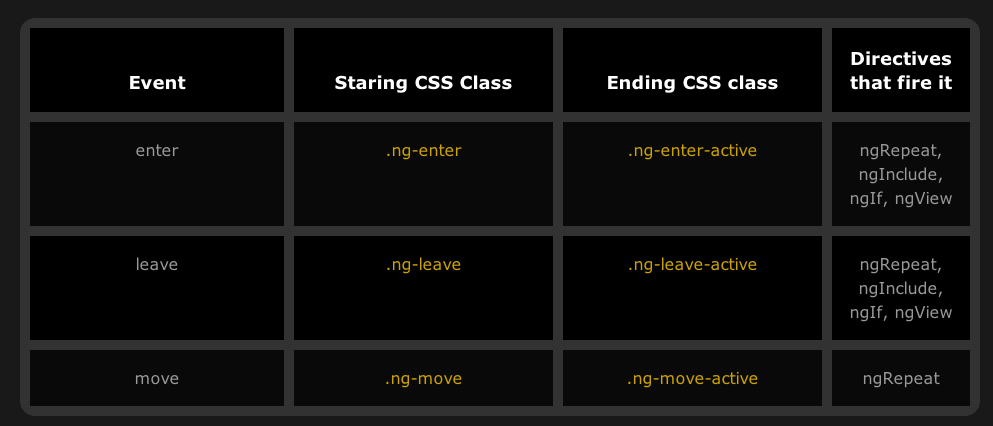 Event Staring CSS Class Ending CSS class Directives that fire it
enter .ng-enter .ng-enter-active ngRepeat,
ngInclude,
ngIf, ngView
leave .ng-leave .ng-leave-active ngRepeat,
ngInclude,
ngIf, ngView
move .ng-move .ng-move-active ngRepeat